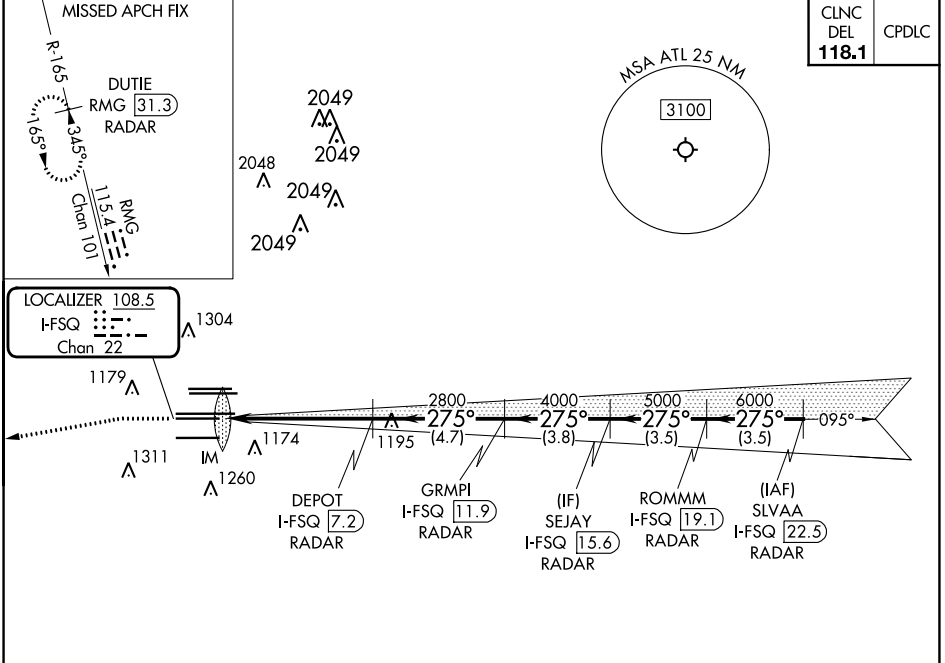 MISSED APCH FIX
R-165
DUTIE
RMG 31.3
RADAR
165°
345°
RMG
115.4
Chan 101
2049
2049
2048
2049
2049
MSA ATL 25 NM
3100
CLNC
DEL
118.1
CPDLC
LOCALIZER 108.5
I-FSQ
Chan 22
1304
1179
1311
IM
1260
1174
1195
2800
275°
(4.7)
4000
275°
(3.8)
5000
275°
(3.5)
6000
275°
(3.5)
095°
DEPOT
I-FSQ 7.2
RADAR
GRMPI
I-FSQ 11.9
RADAR
(IF)
SEJAY
I-FSQ 15.6
RADAR
ROMMM
I-FSQ 19.1
RADAR
(IAF)
SLVAA
I-FSQ 22.5
RADAR